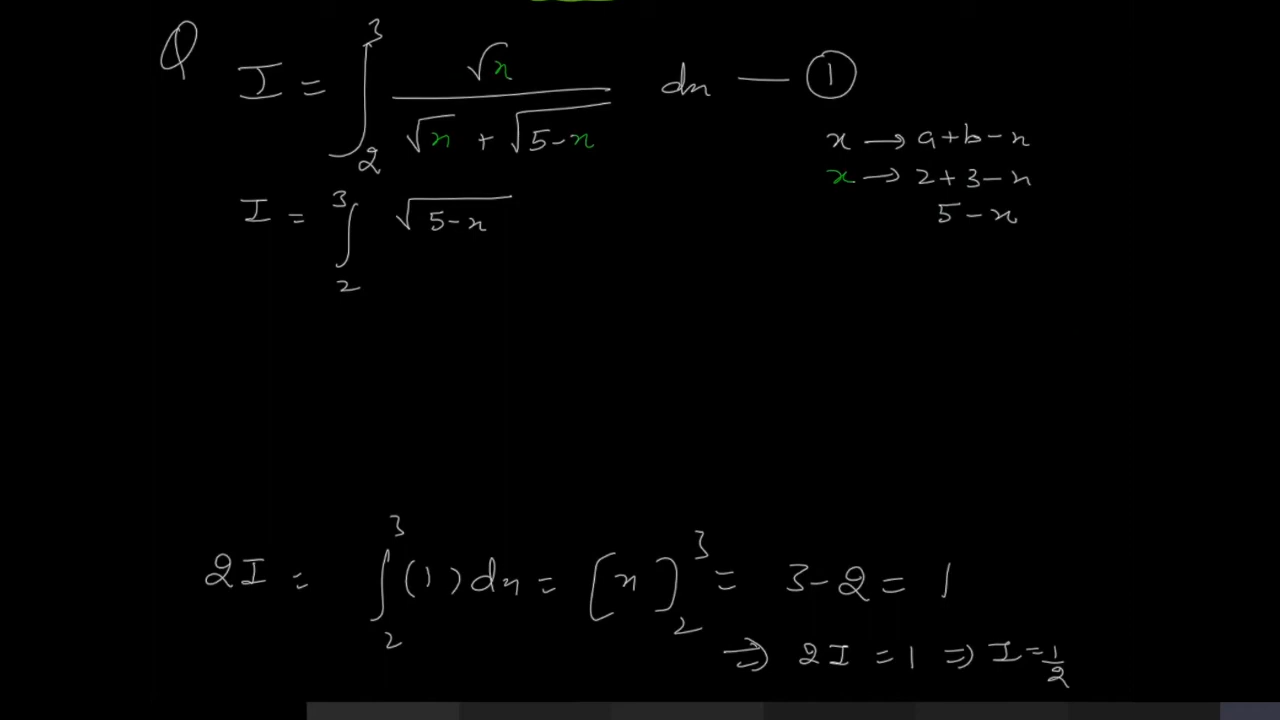 Q I = ∫₂³ √x / (√x + √(5-x)) dx — ①
x → a+b-x
x → 2+3-x
5-x
I = ∫₂³ √(5-x)
2I = ∫₂³ (1) dx = [x]₂³ = 3-2 = 1
⇒ 2I = 1 ⇒ I = 1/2